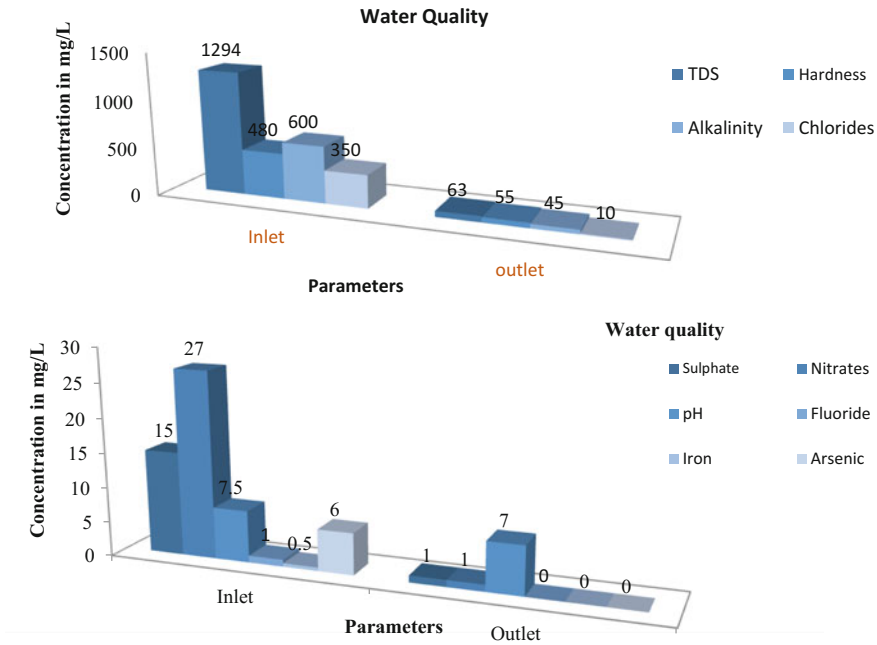 Water Quality
Concentration in mg/L
1500
1000
500
0
1294
480
600
350
63
55
45
10
Inlet
outlet
Parameters
TDS
Hardness
Alkalinity
Chlorides
Water quality
Concentration in mg/L
30
25
20
15
10
5
0
15
27
7.5
1
0.5
6
1
1
7
0
0
0
Inlet
Outlet
Parameters
Sulphate
Nitrates
pH
Fluoride
Iron
Arsenic